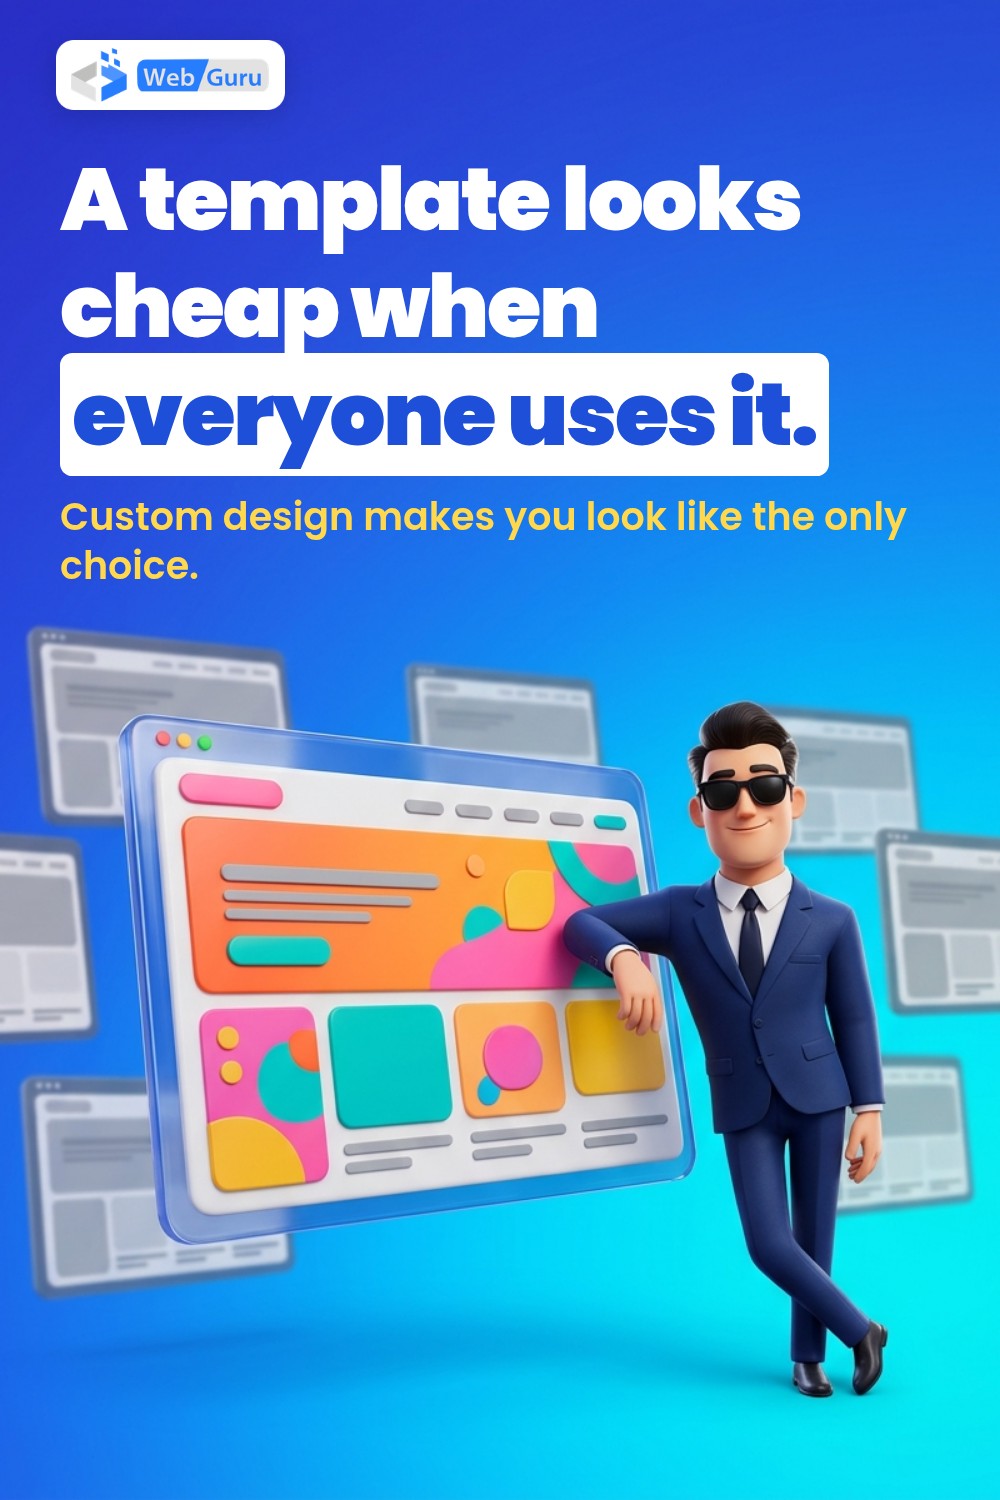 Web Guru
A template looks
cheap when
everyone uses it.
Custom design makes you look like the only
choice.